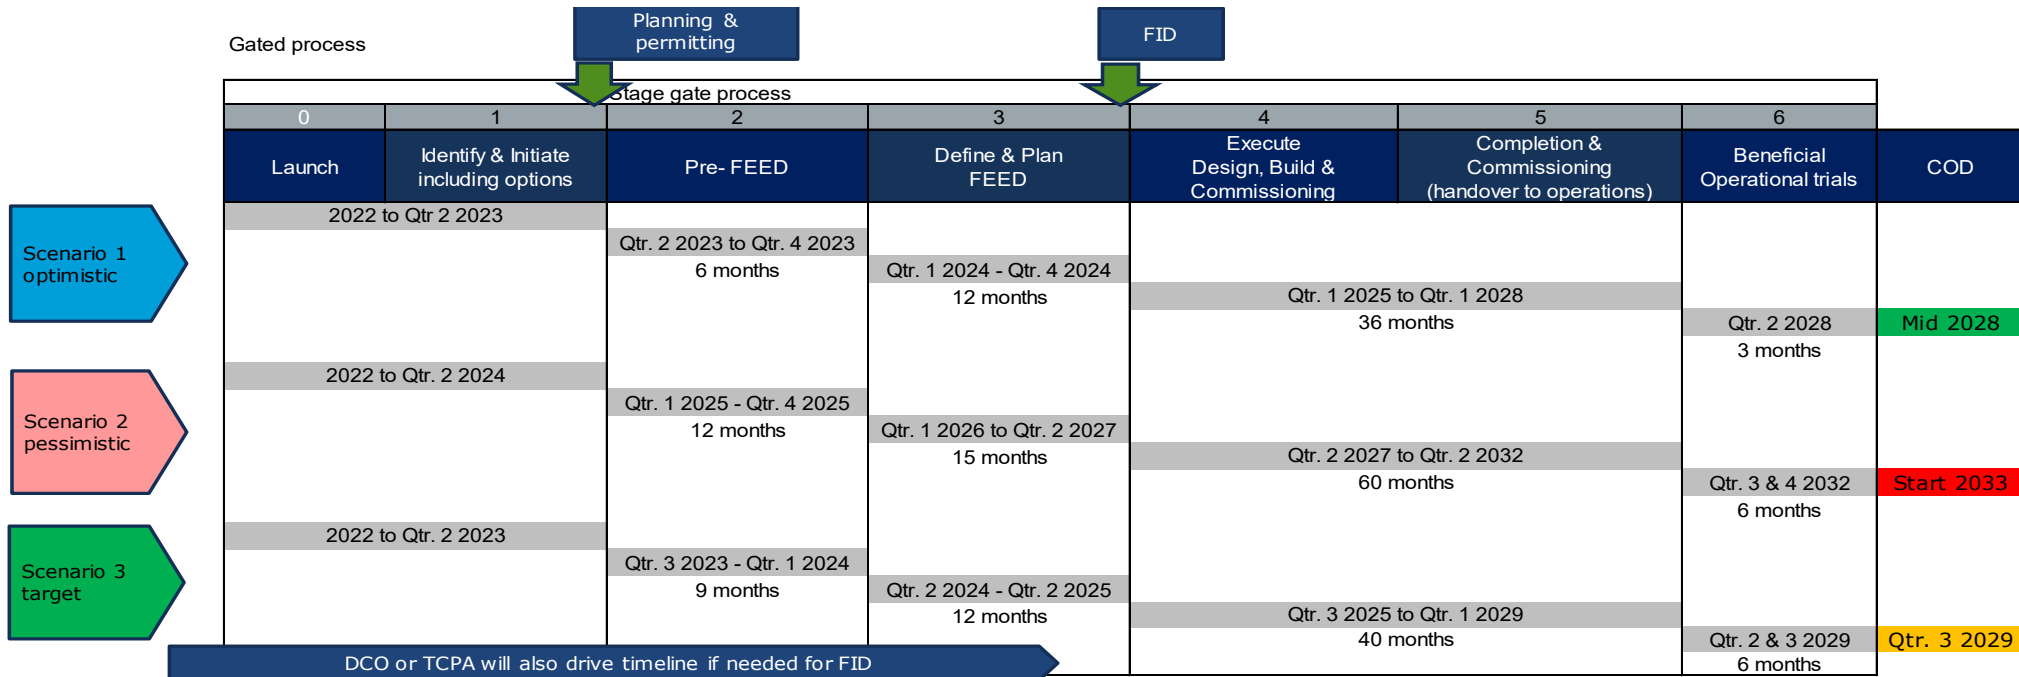 Planning &
permitting
FID
Gated process
Stage gate process
0 1 2 3 4 5 6
Launch
Identify & Initiate
including options
Pre- FEED
Define & Plan
FEED
Execute
Design, Build &
Commissioning
Completion &
Commissioning
(handover to operations)
Beneficial
Operational trials
COD
Scenario 1
optimistic
2022 to Qtr 2 2023
Qtr. 2 2023 to Qtr. 4 2023
6 months
Qtr. 1 2024 - Qtr. 4 2024
12 months
Qtr. 1 2025 to Qtr. 1 2028
36 months
Qtr. 2 2028
3 months
Mid 2028
Scenario 2
pessimistic
2022 to Qtr. 2 2024
Qtr. 1 2025 - Qtr. 4 2025
12 months
Qtr. 1 2026 to Qtr. 2 2027
15 months
Qtr. 2 2027 to Qtr. 2 2032
60 months
Qtr. 3 & 4 2032
6 months
Start 2033
Scenario 3
target
2022 to Qtr. 2 2023
Qtr. 3 2023 - Qtr. 1 2024
9 months
Qtr. 2 2024 - Qtr. 2 2025
12 months
Qtr. 3 2025 to Qtr. 1 2029
40 months
Qtr. 2 & 3 2029
6 months
Qtr. 3 2029
DCO or TCPA will also drive timeline if needed for FID